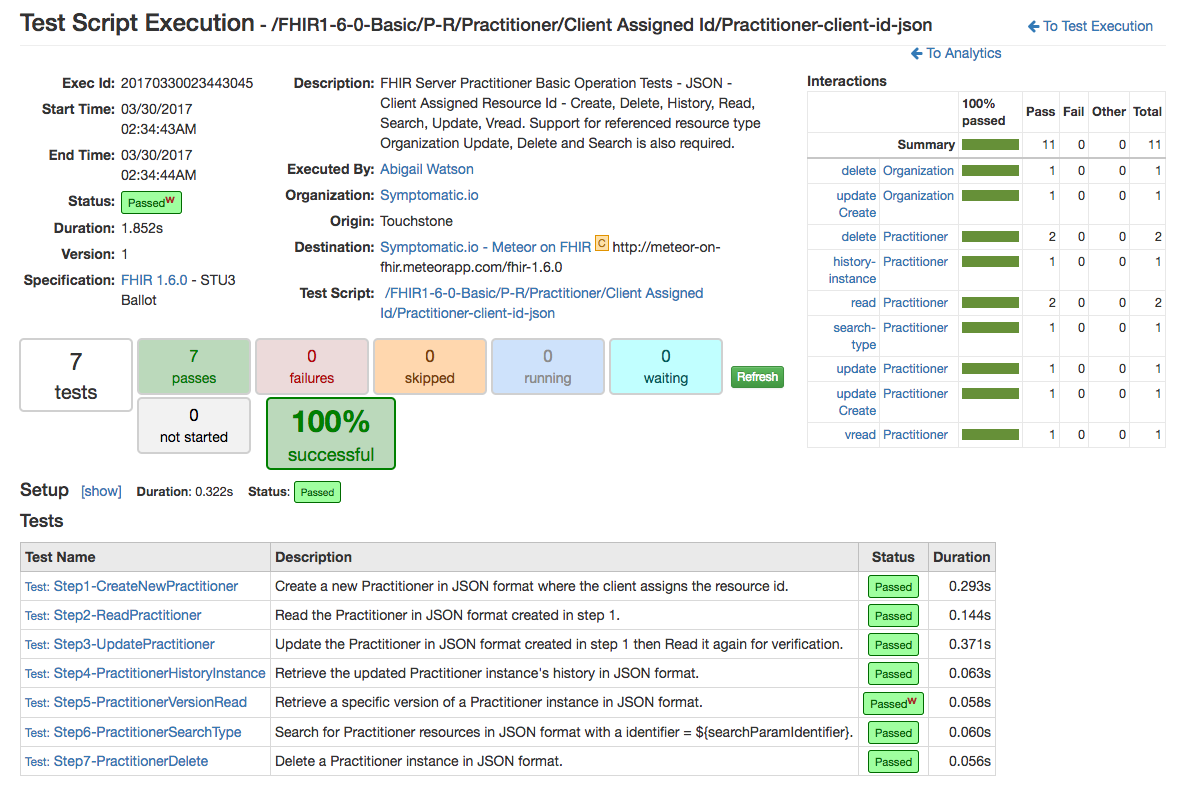 Test Script Execution - /FHIR1-6-0-Basic/P-R/Practitioner/Client Assigned Id/Practitioner-client-id-json
To Test Execution
To Analytics
Exec Id: 20170330023443045
Start Time: 03/30/2017
02:34:43AM
End Time: 03/30/2017
02:34:44AM
Status: PassedW
Duration: 1.852s
Version: 1
Specification: FHIR 1.6.0 - STU3
Ballot
Description: FHIR Server Practitioner Basic Operation Tests - JSON -
Client Assigned Resource Id - Create, Delete, History, Read,
Search, Update, Vread. Support for referenced resource type
Organization Update, Delete and Search is also required.
Executed By: Abigail Watson
Organization: Symptomatic.io
Origin: Touchstone
Destination: Symptomatic.io - Meteor on FHIR C http://meteor-on-
fhir.meteorapp.com/fhir-1.6.0
Test Script: /FHIR1-6-0-Basic/P-R/Practitioner/Client Assigned
Id/Practitioner-client-id-json
Interactions
100%
passed Pass Fail Other Total
Summary 11 0 0 11
delete Organization 1 0 0 1
update Organization 1 0 0 1
Create
delete Practitioner 2 0 0 2
history- Practitioner 1 0 0 1
instance
read Practitioner 2 0 0 2
search- Practitioner 1 0 0 1
type
update Practitioner 1 0 0 1
update Practitioner 1 0 0 1
Create
vread Practitioner 1 0 0 1
7
tests
7
passes
0
failures
0
skipped
0
running
0
waiting
Refresh
0
not started
100%
successful
Setup [show] Duration: 0.322s Status: Passed
Tests
Test Name Description Status Duration
Test: Step1-CreateNewPractitioner Create a new Practitioner in JSON format where the client assigns the resource id. Passed 0.293s
Test: Step2-ReadPractitioner Read the Practitioner in JSON format created in step 1. Passed 0.144s
Test: Step3-UpdatePractitioner Update the Practitioner in JSON format created in step 1 then Read it again for verification. Passed 0.371s
Test: Step4-PractitionerHistoryInstance Retrieve the updated Practitioner instance's history in JSON format. Passed 0.063s
Test: Step5-PractitionerVersionRead Retrieve a specific version of a Practitioner instance in JSON format. PassedW 0.058s
Test: Step6-PractitionerSearchType Search for Practitioner resources in JSON format with a identifier = ${searchParamIdentifier}. Passed 0.060s
Test: Step7-PractitionerDelete Delete a Practitioner instance in JSON format. Passed 0.056s